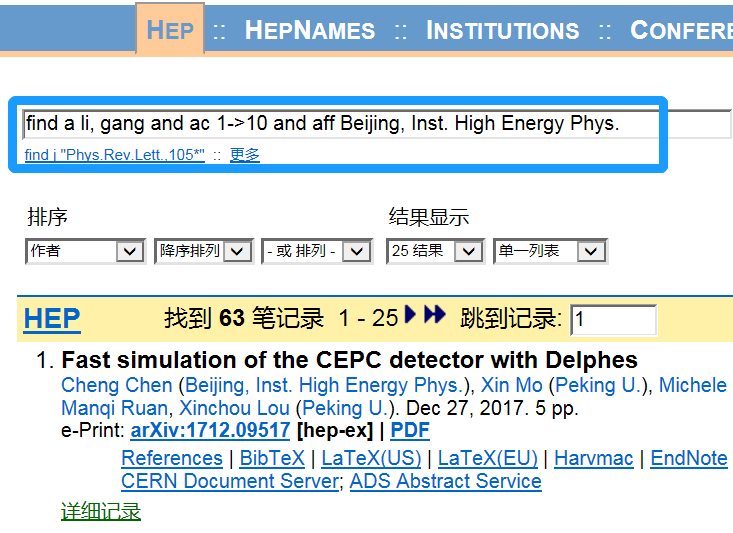 HEP :: HEPNAMES :: INSTITUTIONS :: CONFERE
find a li, gang and ac 1->10 and aff Beijing, Inst. High Energy Phys.
find j "Phys.Rev.Lett.,105*" :: 更多
排序 结果显示
作者 降序排列 - 或 排列 - 25 结果 单一列表
HEP 找到 63 笔记录 1 - 25 跳到记录: 1
1. Fast simulation of the CEPC detector with Delphes
Cheng Chen (Beijing, Inst. High Energy Phys.), Xin Mo (Peking U.), Michele
Manqi Ruan, Xinchou Lou (Peking U.). Dec 27, 2017. 5 pp.
e-Print: arXiv:1712.09517 [hep-ex] | PDF
References | BibTeX | LaTeX(US) | LaTeX(EU) | Harvmac | EndNote
CERN Document Server; ADS Abstract Service
详细记录